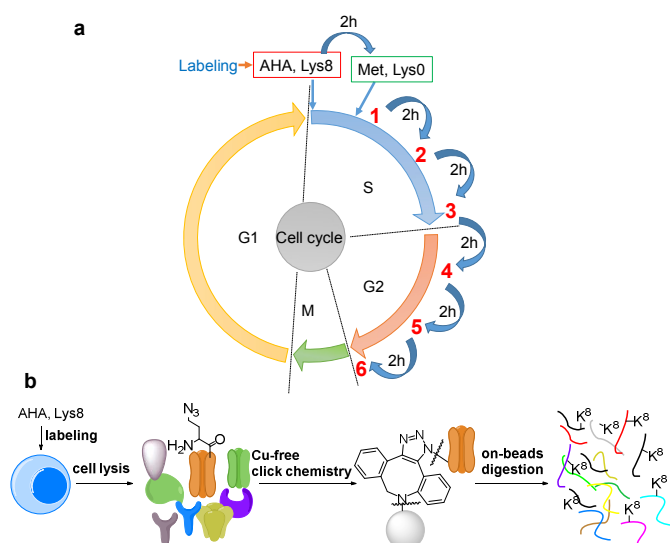 a
2h
Labeling
AHA, Lys8
Met, Lys0
1
2h
2
2h
S
3
G1
Cell cycle
2h
4
G2
M
2h
5
2h
6
b
AHA, Lys8
labeling
cell lysis
N3
H2N
O
Cu-free
click chemistry
N=N
N
N
on-beads
digestion
K8
K8
K8
K8
K8
K8
K8
K8